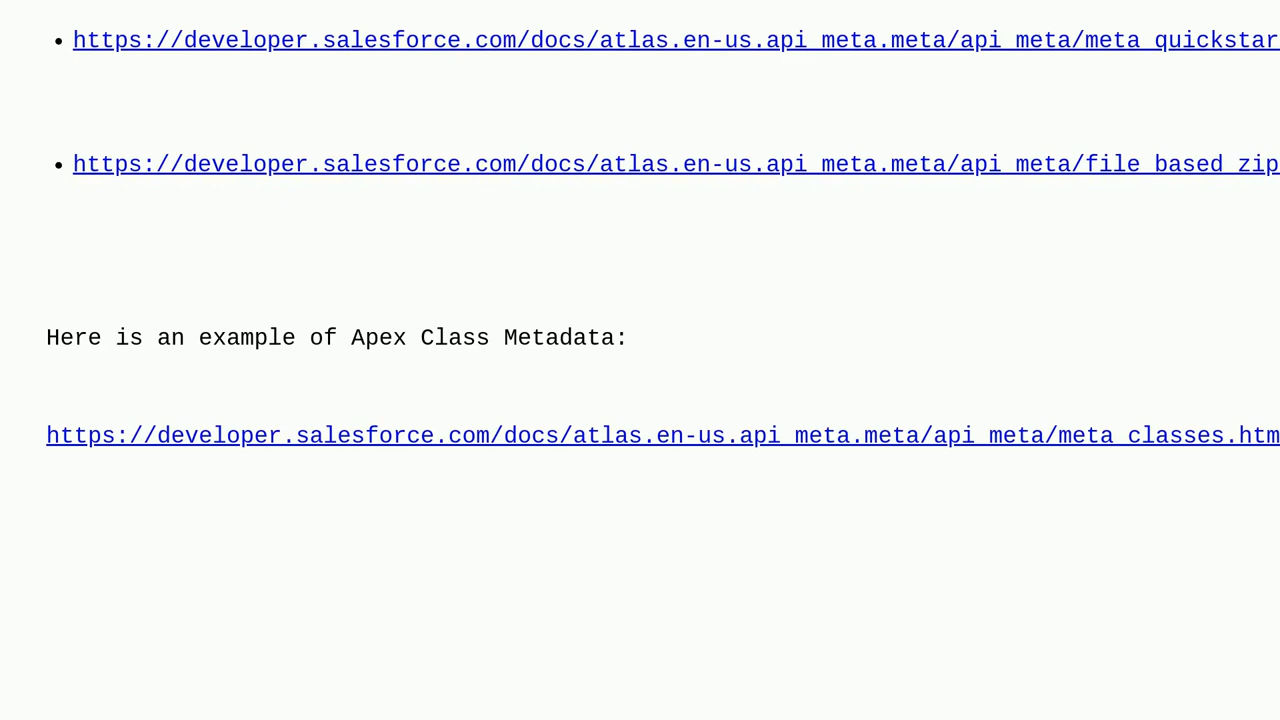 • https://developer.salesforce.com/docs/atlas.en-us.api_meta.meta/api_meta/meta_quickstar
• https://developer.salesforce.com/docs/atlas.en-us.api_meta.meta/api_meta/file_based_zip
Here is an example of Apex Class Metadata:
https://developer.salesforce.com/docs/atlas.en-us.api_meta.meta/api_meta/meta_classes.htm